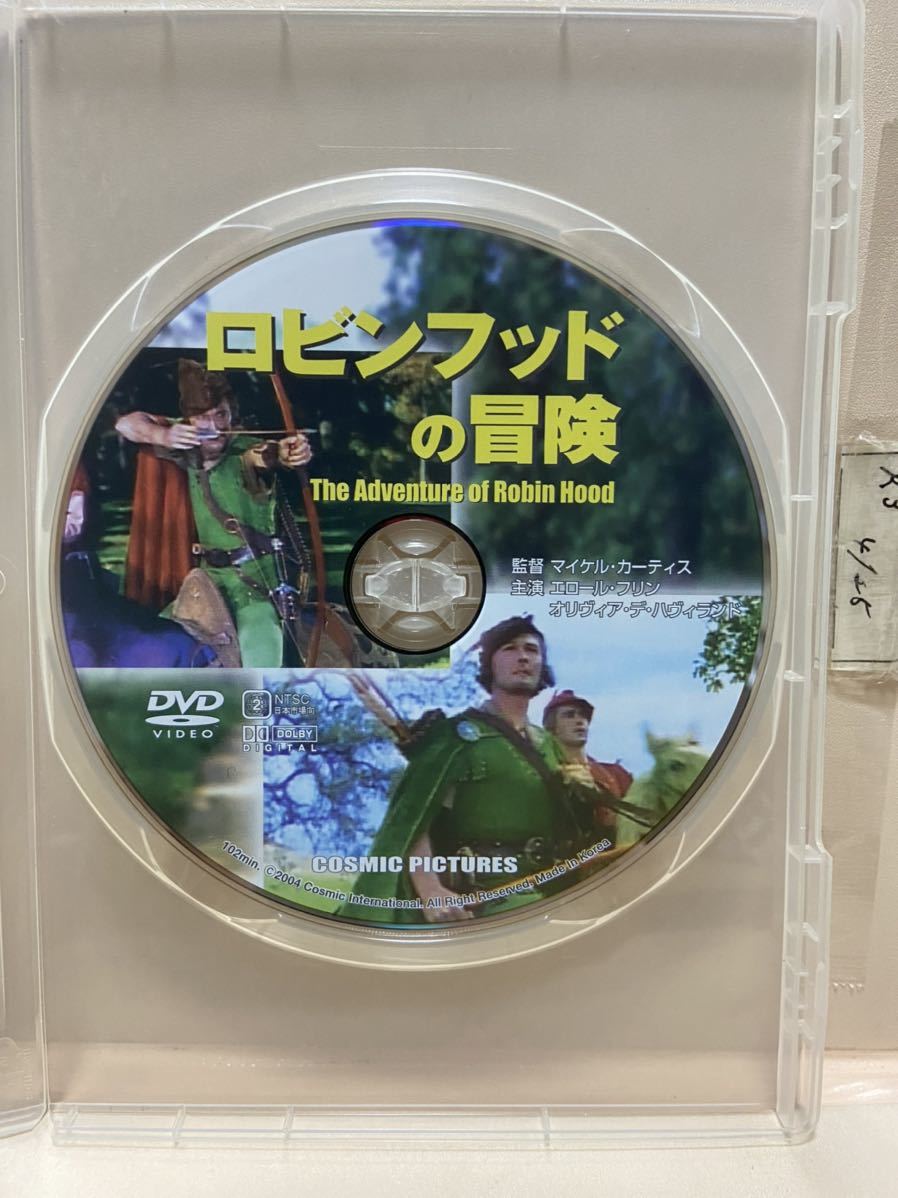 ロビンフッド
の冒険
The Adventure of Robin Hood
監督 マイケル・カーティス
主演 エロール・フリン
オリヴィア・デ・ハヴィランド
DVD
VIDEO
2
NTSC
日本市場向
DOLBY
DIGITAL
COSMIC PICTURES
102min. ©2004 Cosmic International. All Right Reserved. Made In Korea